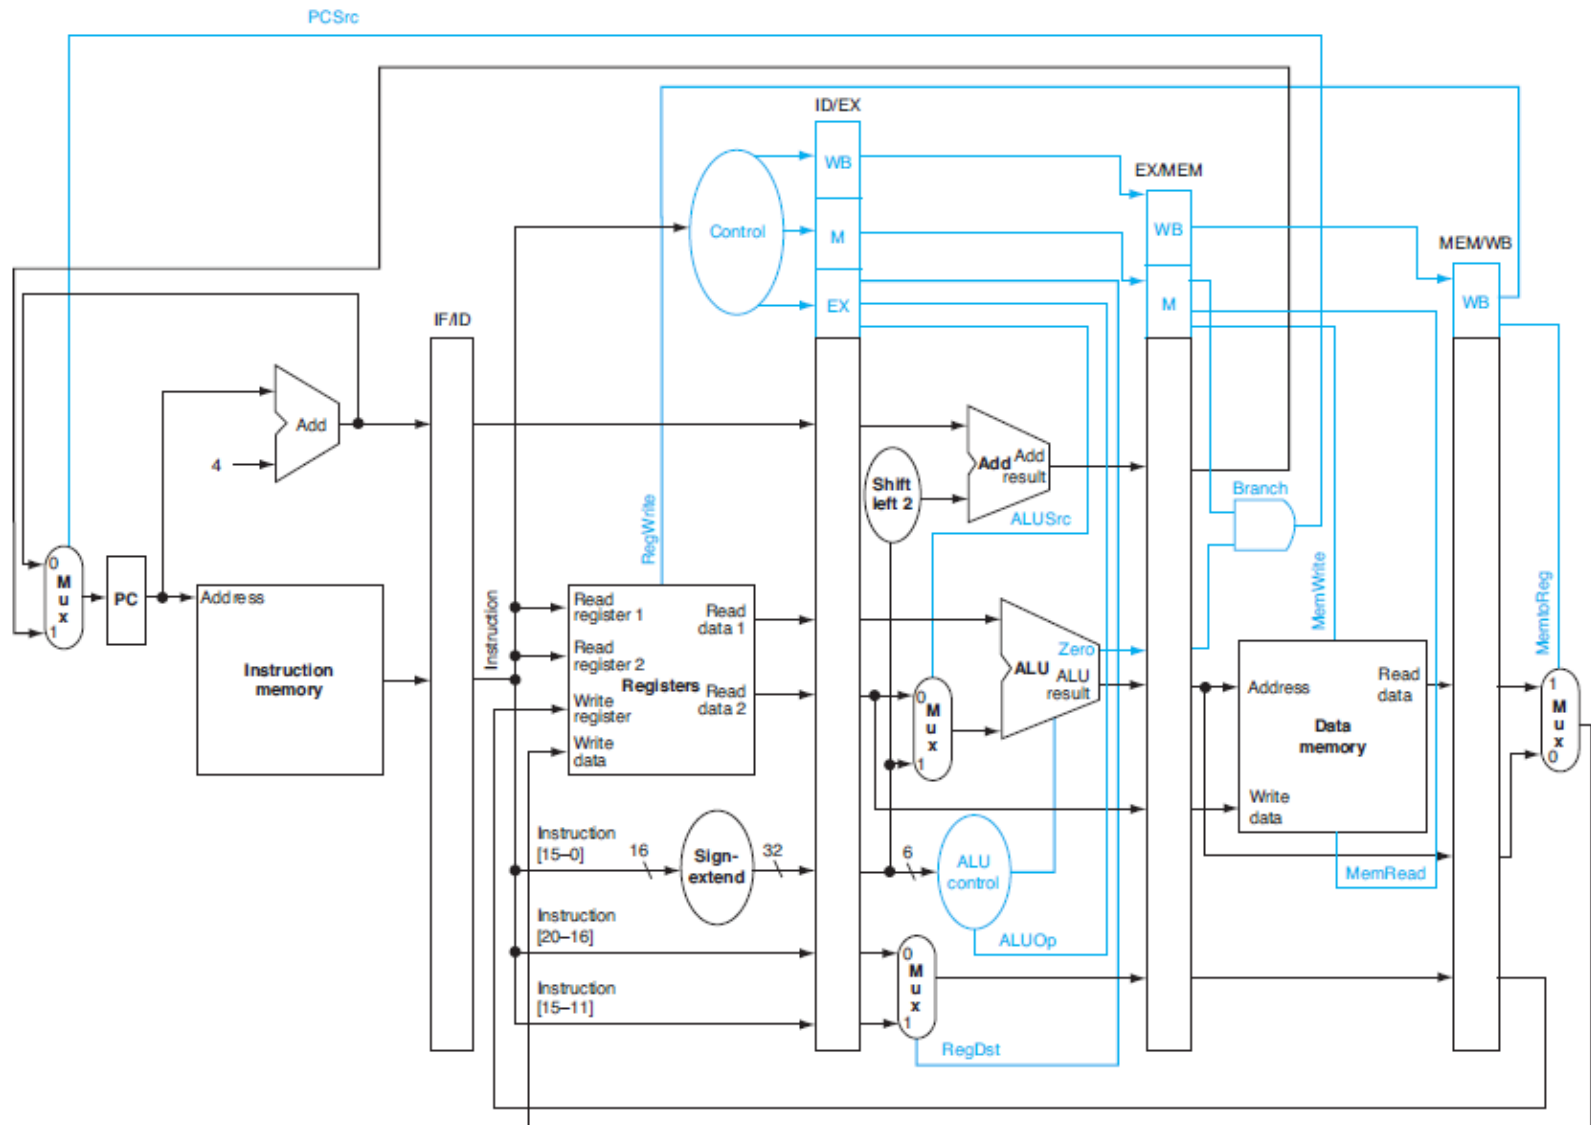 PCSrc
ID/EX
WB
EX/MEM
Control
M
WB
MEM/WB
EX
M
WB
IF/ID
Add
4
Add Add
result
Shift
left 2
ALUSrc
Branch
RegWrite
0
M
u
x
1
PC
Address
Instruction
memory
Instruction
Read
register 1
Read
data 1
Read
register 2
Registers
Read
data 2
Write
register
Write
data
0
M
u
x
1
Zero
ALU
ALU
result
MemWrite
Address
Read
data
Data
memory
Write
data
MemtoReg
1
M
u
x
0
Instruction
[15–0]
16
Sign-
extend
32
6
ALU
control
MemRead
Instruction
[20–16]
ALUOp
0
M
u
x
1
Instruction
[15–11]
RegDst